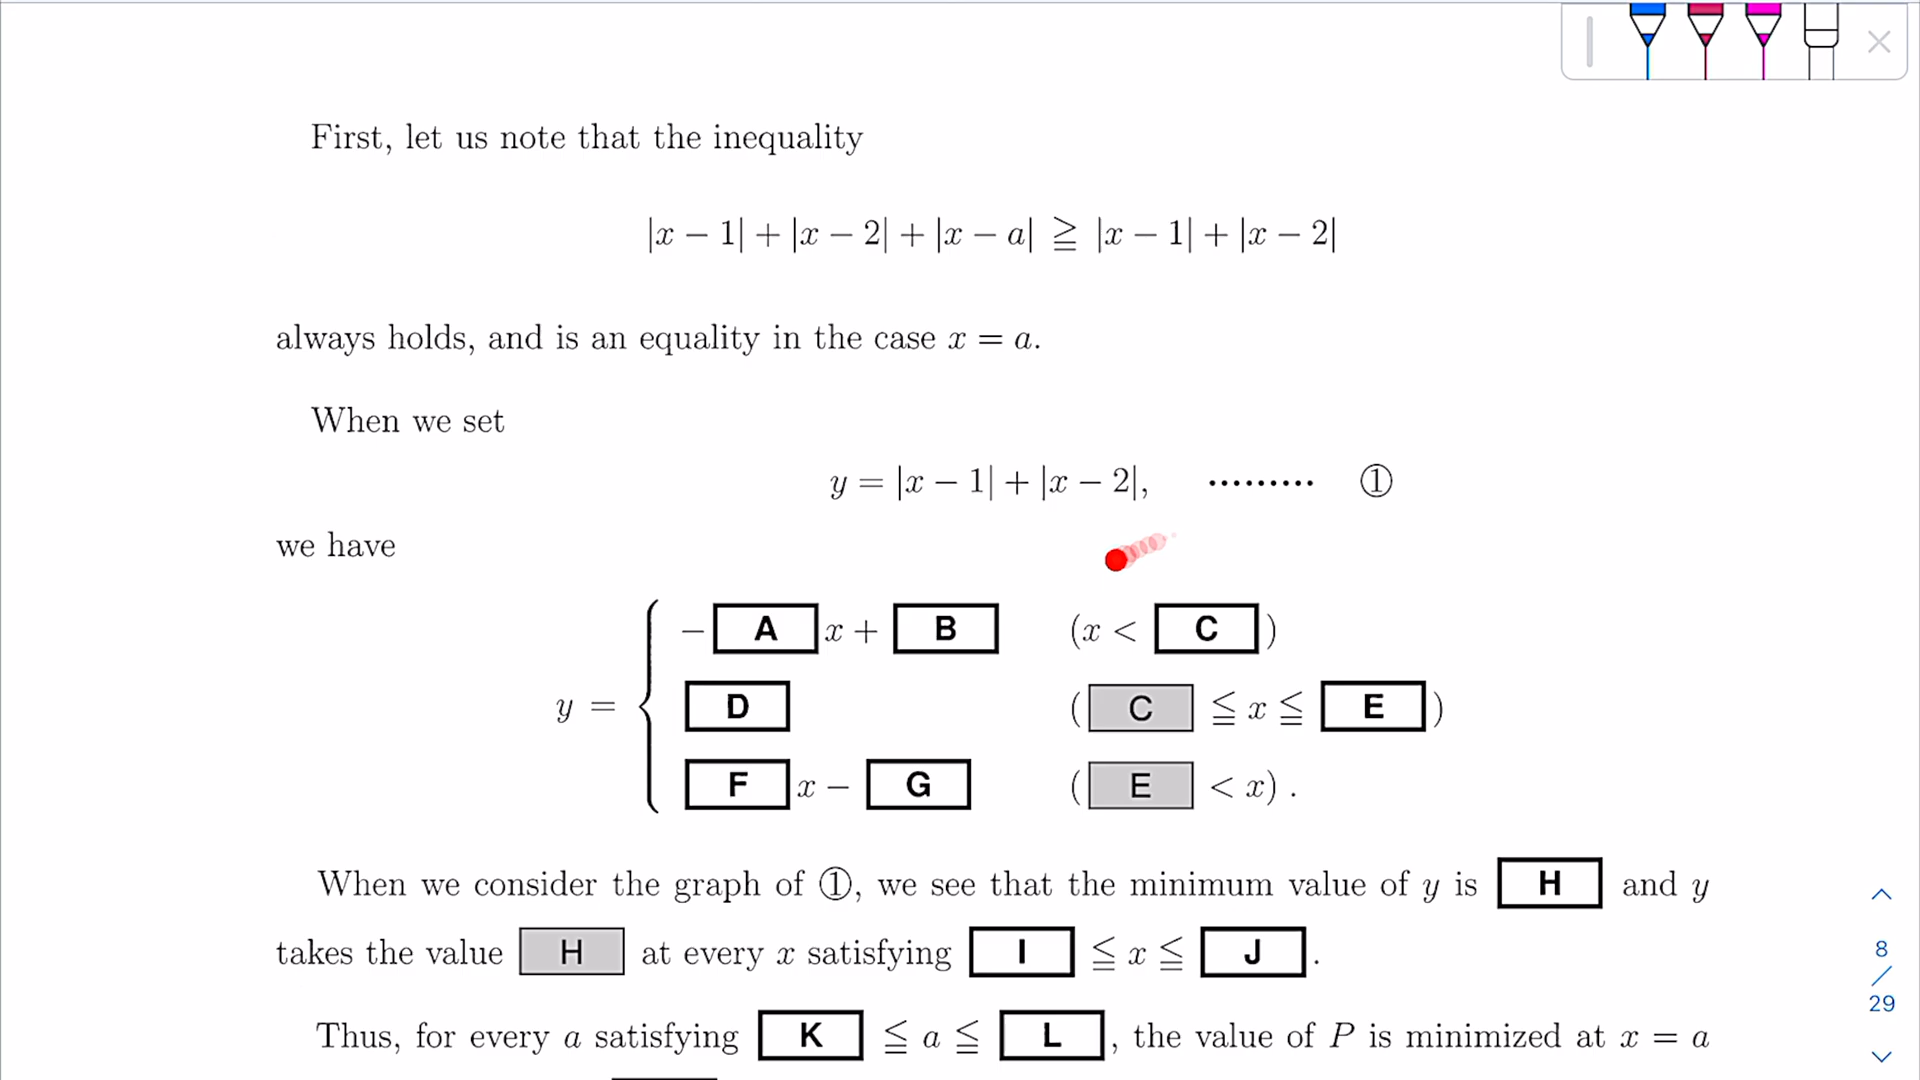 First, let us note that the inequality
|x − 1| + |x − 2| + |x − a| ≧ |x − 1| + |x − 2|
always holds, and is an equality in the case x = a.
When we set
y = |x − 1| + |x − 2|, ········· ①
we have
− A x + B (x < C )
y = { D ( C ≦ x ≦ E )
F x − G ( E < x) .
When we consider the graph of ①, we see that the minimum value of y is H and y
takes the value H at every x satisfying I ≦ x ≦ J .
Thus, for every a satisfying K ≦ a ≦ L , the value of P is minimized at x = a
8
/
29